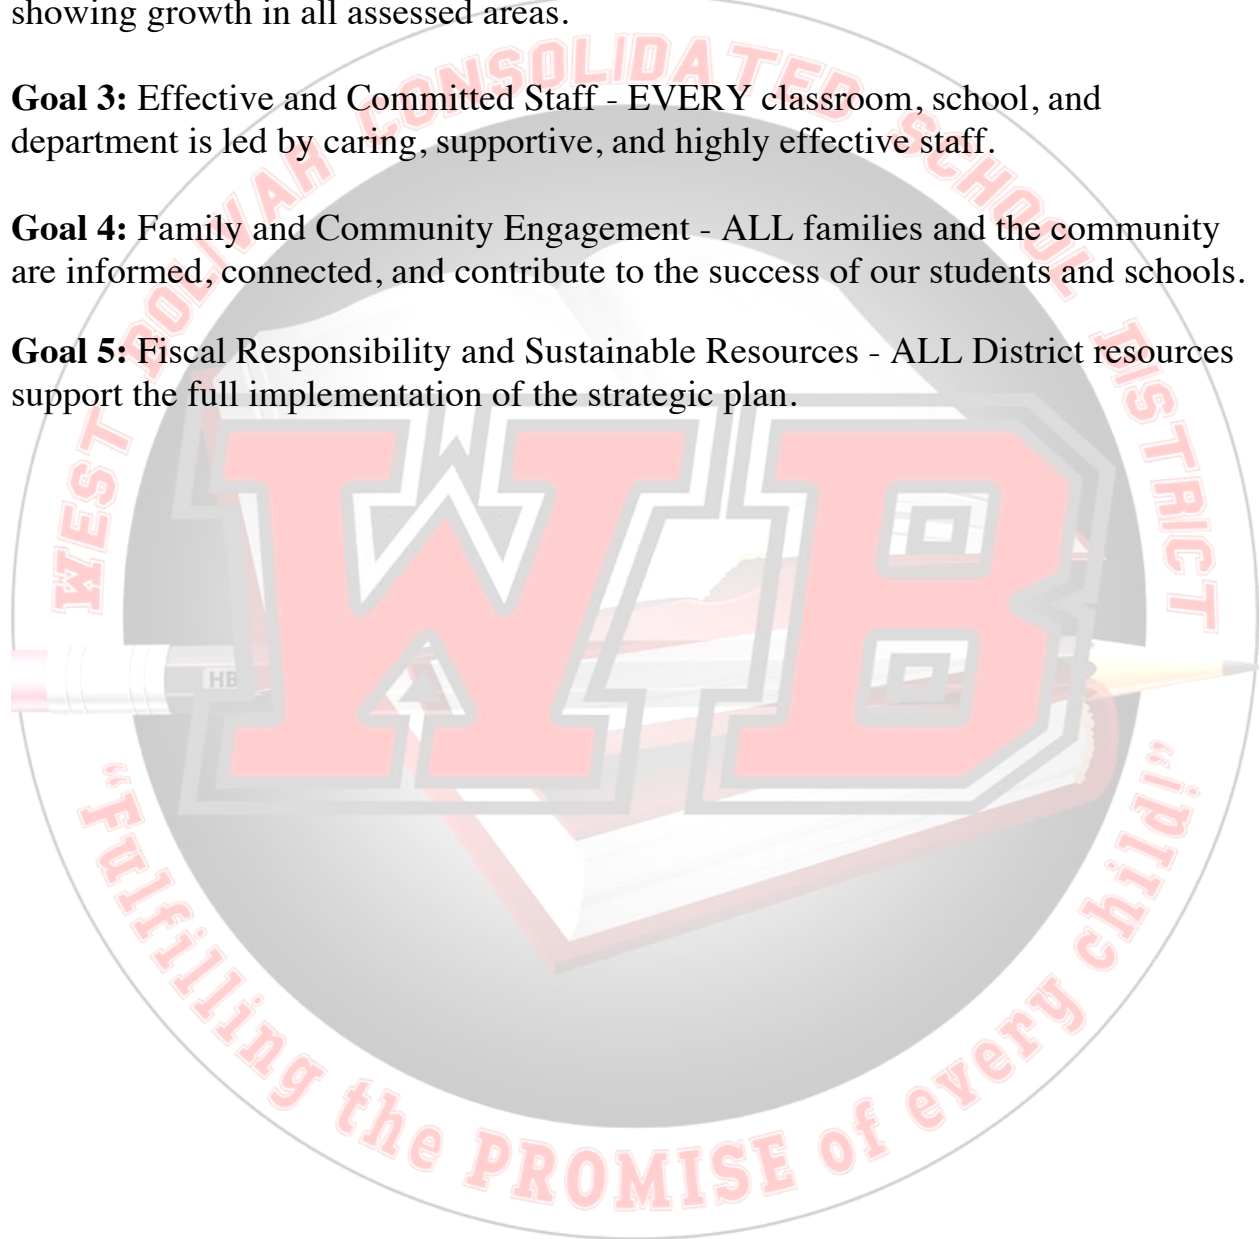 showing growth in all assessed areas.
Goal 3: Effective and Committed Staff - EVERY classroom, school, and
department is led by caring, supportive, and highly effective staff.
Goal 4: Family and Community Engagement - ALL families and the community
are informed, connected, and contribute to the success of our students and schools.
Goal 5: Fiscal Responsibility and Sustainable Resources - ALL District resources
support the full implementation of the strategic plan.
WEST BOLIVAR CONSOLIDATED SCHOOL DISTRICT
WB
HB
“Fulfilling the PROMISE of every child!”